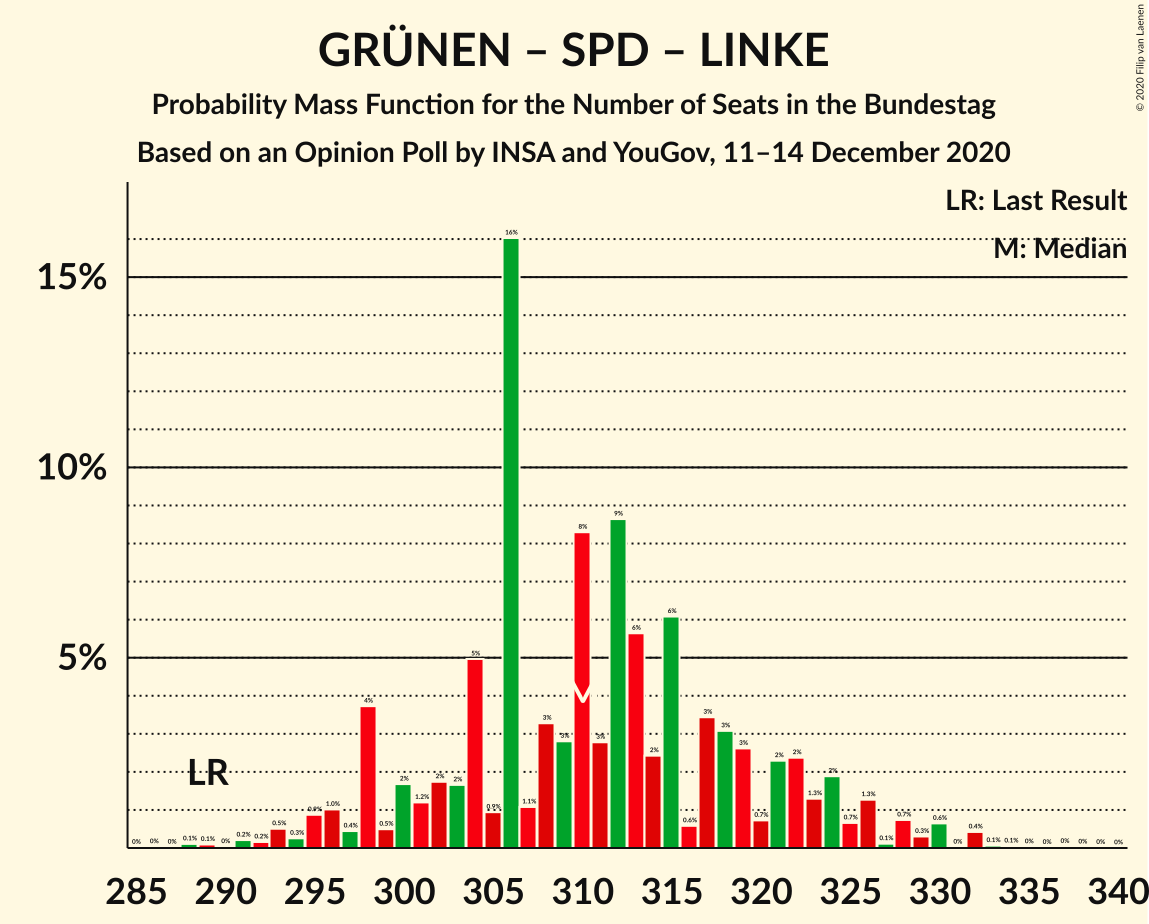 GRÜNEN – SPD – LINKE
Probability Mass Function for the Number of Seats in the Bundestag
Based on an Opinion Poll by INSA and YouGov, 11–14 December 2020
© 2020 Filip van Laenen
LR: Last Result
M: Median
15%
10%
5%
LR
0% 0% 0% 0.1% 0.1% 0% 0.2% 0.2% 0.5% 0.3% 0.9% 1.0% 0.4% 4% 0.5% 2% 1.2% 2% 2% 5% 0.9% 16% 1.1% 3% 3% 8% 3% 9% 6% 2% 6% 0.6% 3% 3% 3% 0.7% 2% 2% 1.3% 2% 0.7% 1.3% 0.1% 0.7% 0.3% 0.6% 0% 0.4% 0.1% 0.1% 0% 0% 0% 0% 0% 0%
285 290 295 300 305 310 315 320 325 330 335 340